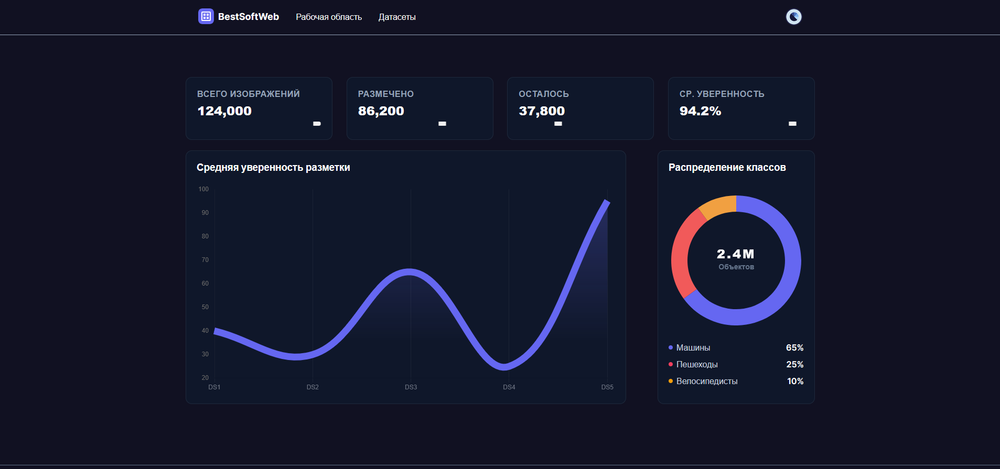 BestSoftWeb Рабочая область Датасеты
ВСЕГО ИЗОБРАЖЕНИЙ
124,000
РАЗМЕЧЕНО
86,200
ОСТАЛОСЬ
37,800
СР. УВЕРЕННОСТЬ
94.2%
Средняя уверенность разметки
100
90
80
70
60
50
40
30
20
DS1 DS2 DS3 DS4 DS5
Распределение классов
2.4M
Объектов
Машины 65%
Пешеходы 25%
Велосипедисты 10%